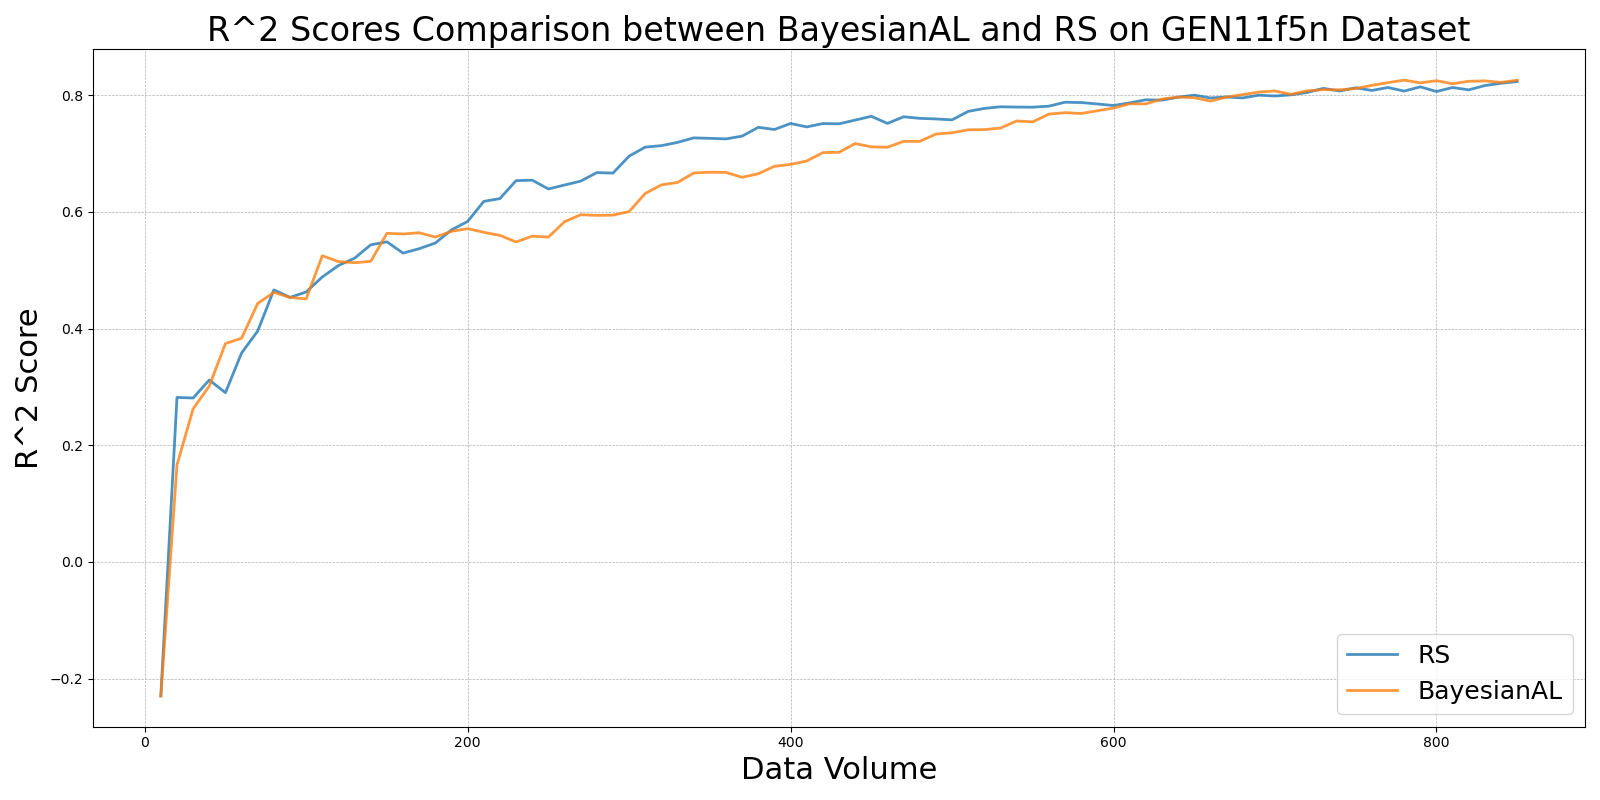 R^2 Scores Comparison between BayesianAL and RS on GEN11f5n Dataset
R^2 Score
0.8
0.6
0.4
0.2
0.0
−0.2
0
200
400
600
800
Data Volume
RS
BayesianAL